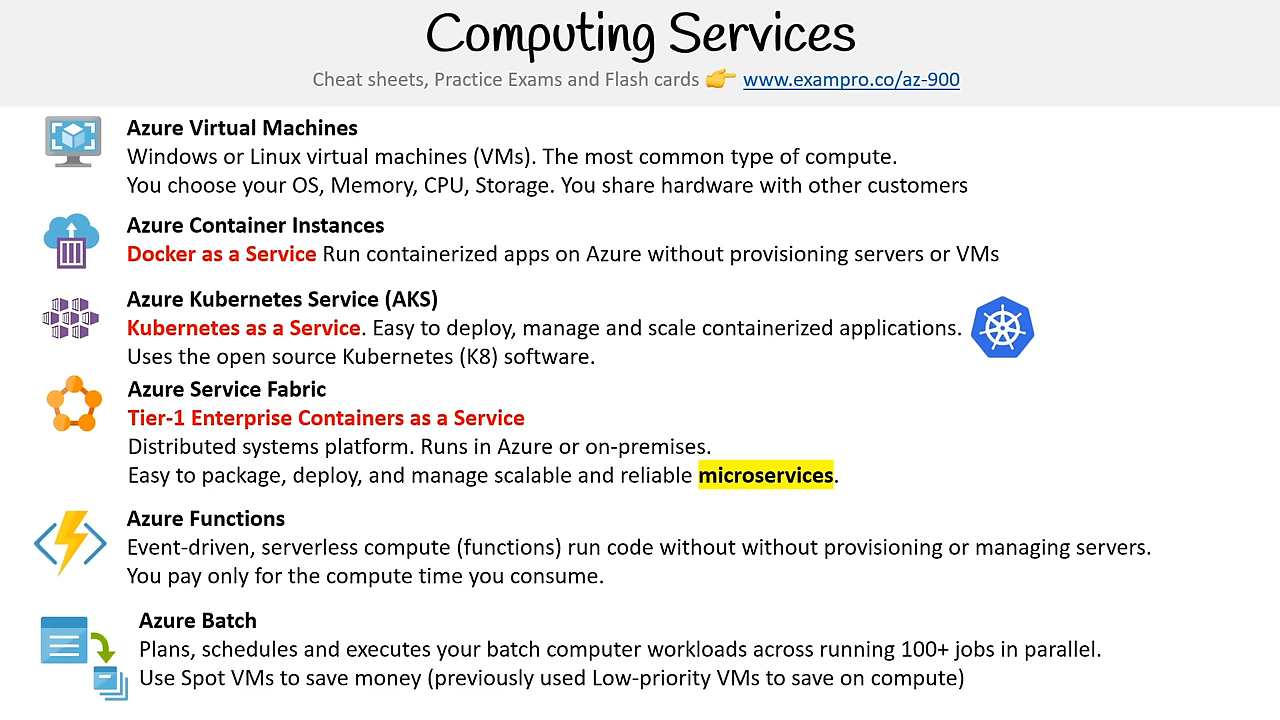 Computing Services
Cheat sheets, Practice Exams and Flash cards 👉 www.exampro.co/az-900
Azure Virtual Machines
Windows or Linux virtual machines (VMs). The most common type of compute.
You choose your OS, Memory, CPU, Storage. You share hardware with other customers
Azure Container Instances
Docker as a Service Run containerized apps on Azure without provisioning servers or VMs
Azure Kubernetes Service (AKS)
Kubernetes as a Service. Easy to deploy, manage and scale containerized applications.
Uses the open source Kubernetes (K8) software.
Azure Service Fabric
Tier-1 Enterprise Containers as a Service
Distributed systems platform. Runs in Azure or on-premises.
Easy to package, deploy, and manage scalable and reliable microservices.
Azure Functions
Event-driven, serverless compute (functions) run code without without provisioning or managing servers.
You pay only for the compute time you consume.
Azure Batch
Plans, schedules and executes your batch computer workloads across running 100+ jobs in parallel.
Use Spot VMs to save money (previously used Low-priority VMs to save on compute)